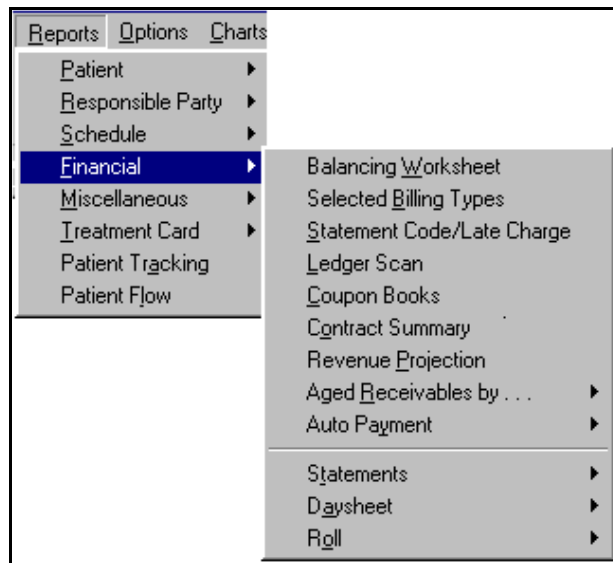 Reports Options Charts
Patient
Responsible Party
Schedule
Financial
Miscellaneous
Treatment Card
Patient Tracking
Patient Flow
Balancing Worksheet
Selected Billing Types
Statement Code/Late Charge
Ledger Scan
Coupon Books
Contract Summary
Revenue Projection
Aged Receivables by . . .
Auto Payment
Statements
Daysheet
Roll